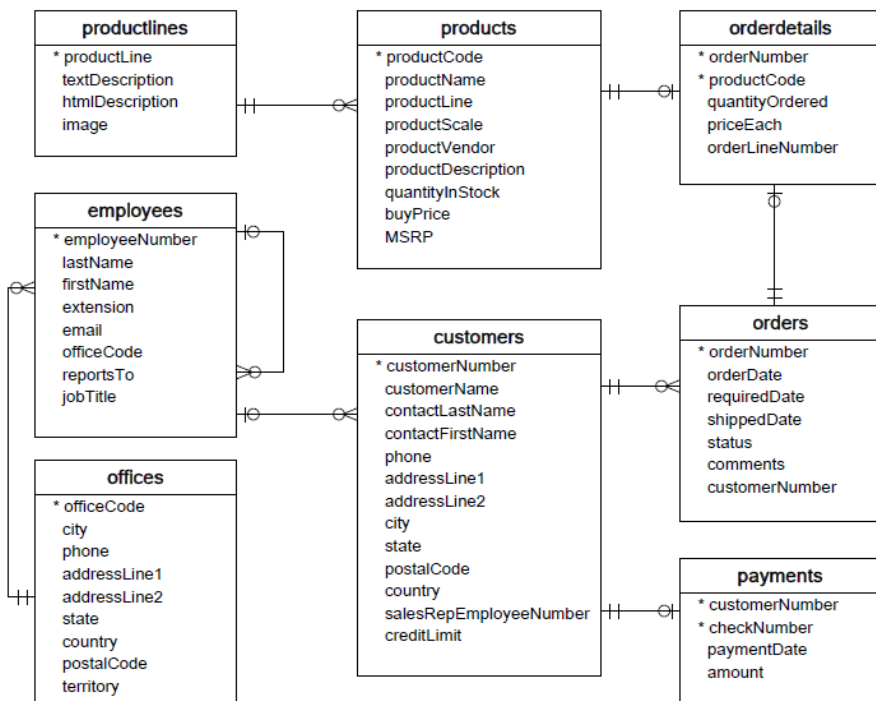 productlines
* productLine
textDescription
htmlDescription
image
products
* productCode
productName
productLine
productScale
productVendor
productDescription
quantityInStock
buyPrice
MSRP
orderdetails
* orderNumber
* productCode
quantityOrdered
priceEach
orderLineNumber
employees
* employeeNumber
lastName
firstName
extension
email
officeCode
reportsTo
jobTitle
customers
* customerNumber
customerName
contactLastName
contactFirstName
phone
addressLine1
addressLine2
city
state
postalCode
country
salesRepEmployeeNumber
creditLimit
orders
* orderNumber
orderDate
requiredDate
shippedDate
status
comments
customerNumber
offices
* officeCode
city
phone
addressLine1
addressLine2
state
country
postalCode
territory
payments
* customerNumber
* checkNumber
paymentDate
amount